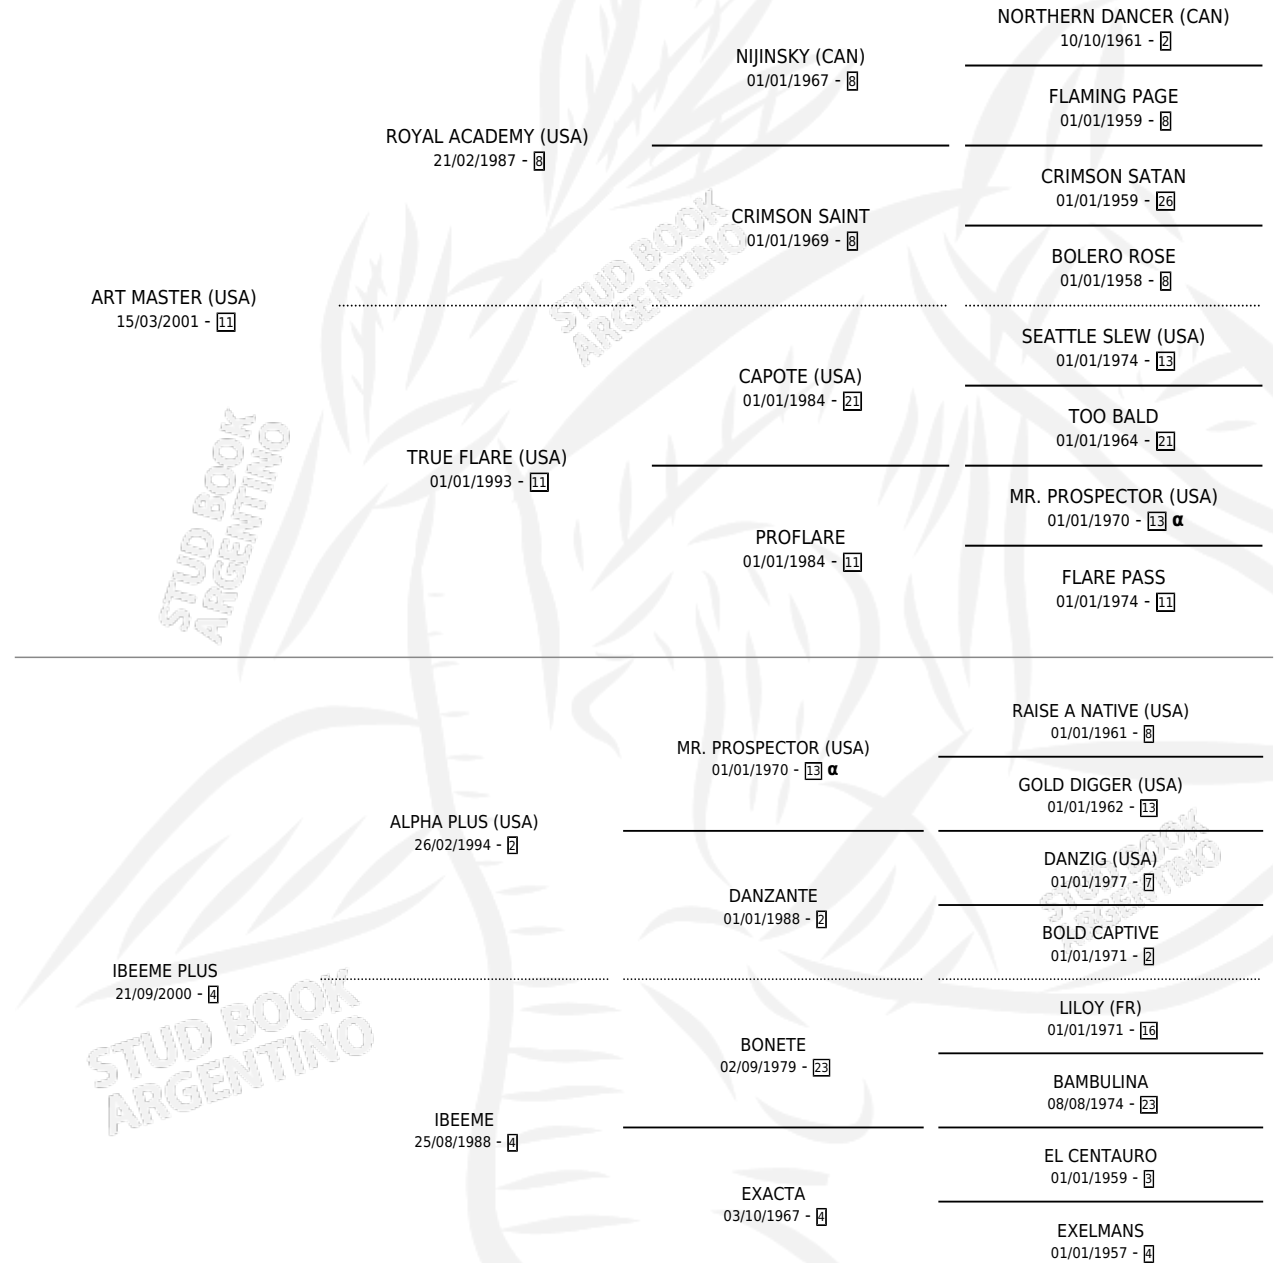 NORTHERN DANCER (CAN)
10/10/1961 - 2
NIJINSKY (CAN)
01/01/1967 - 8
FLAMING PAGE
01/01/1959 - 8
ROYAL ACADEMY (USA)
21/02/1987 - 8
CRIMSON SATAN
01/01/1959 - 26
CRIMSON SAINT
01/01/1969 - 8
BOLERO ROSE
01/01/1958 - 8
ART MASTER (USA)
15/03/2001 - 11
SEATTLE SLEW (USA)
01/01/1974 - 13
CAPOTE (USA)
01/01/1984 - 21
TOO BALD
01/01/1964 - 21
TRUE FLARE (USA)
01/01/1993 - 11
MR. PROSPECTOR (USA)
01/01/1970 - 13 α
PROFLARE
01/01/1984 - 11
FLARE PASS
01/01/1974 - 11
RAISE A NATIVE (USA)
01/01/1961 - 8
MR. PROSPECTOR (USA)
01/01/1970 - 13 α
GOLD DIGGER (USA)
01/01/1962 - 13
ALPHA PLUS (USA)
26/02/1994 - 2
DANZIG (USA)
01/01/1977 - 7
DANZANTE
01/01/1988 - 2
BOLD CAPTIVE
01/01/1971 - 2
IBEEME PLUS
21/09/2000 - 4
LILOY (FR)
01/01/1971 - 16
BONETE
02/09/1979 - 23
BAMBULINA
08/08/1974 - 23
IBEEME
25/08/1988 - 4
EL CENTAURO
01/01/1959 - 3
EXACTA
03/10/1967 - 4
EXELMANS
01/01/1957 - 4
STUD BOOK
ARGENTINO
STUD BOOK
ARGENTINO
STUD BOOK
ARGENTINO
STUD BOOK
ARGENTINO